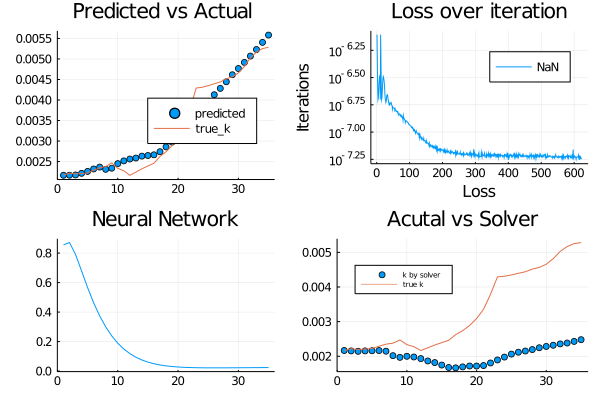 Predicted vs Actual
0.0055
0.0050
0.0045
0.0040
0.0035
0.0030
0.0025
predicted
true_k
0 10 20 30
Loss over iteration
Iterations
10^-6.25
10^-6.50
10^-6.75
10^-7.00
10^-7.25
NaN
0 100 200 300 400 500 600
Loss
Neural Network
0.8
0.6
0.4
0.2
0.0
0 10 20 30
Acutal vs Solver
0.005
0.004
0.003
0.002
k by solver
true k
0 10 20 30